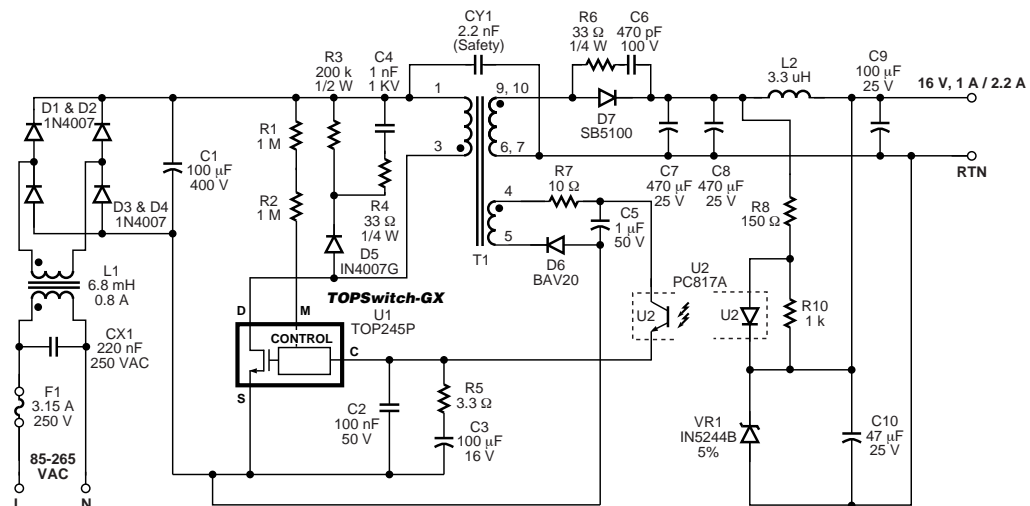 CY1
2.2 nF
(Safety)
R6
33 Ω
1/4 W
C6
470 pF
100 V
R3
200 k
1/2 W
C4
1 nF
1 KV
L2
3.3 uH
C9
100 µF
25 V
16 V, 1 A / 2.2 A
D1 & D2
1N4007
1
9, 10
D7
SB5100
R1
1 M
C1
100 µF
400 V
3
6, 7
RTN
R7
10 Ω
C7
470 µF
25 V
C8
470 µF
25 V
D3 & D4
1N4007
R2
1 M
R4
33 Ω
1/4 W
4
C5
1 µF
50 V
R8
150 Ω
D5
IN4007G
5
T1
D6
BAV20
L1
6.8 mH
0.8 A
TOPSwitch-GX
U1
TOP245P
U2
PC817A
D
M
U2
U2
R10
1 k
CX1
220 nF
250 VAC
CONTROL
C
S
R5
3.3 Ω
F1
3.15 A
250 V
C2
100 nF
50 V
C3
100 µF
16 V
VR1
IN5244B
5%
C10
47 µF
25 V
85-265
VAC
L
N